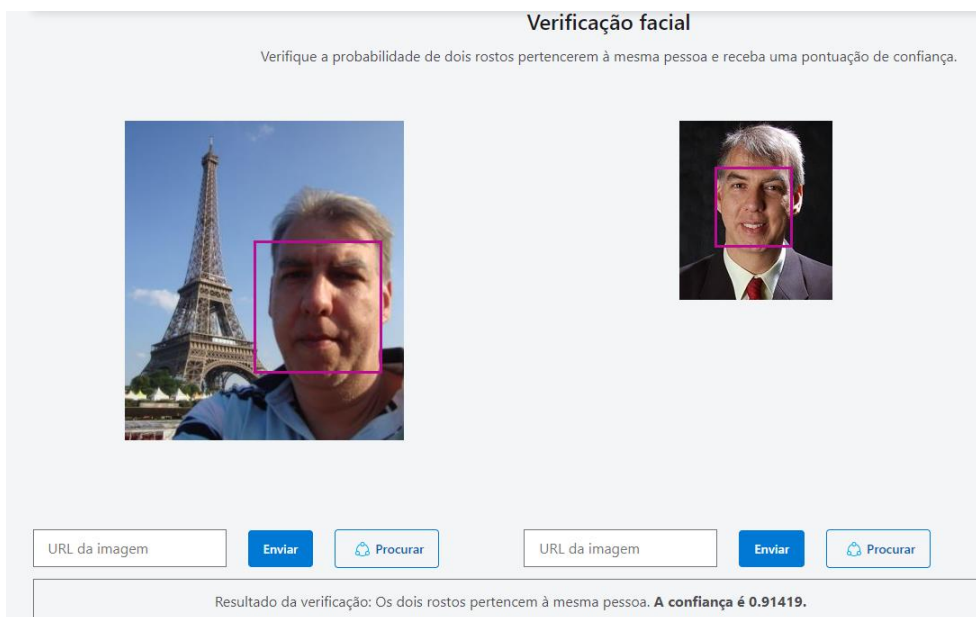 Verificação facial
Verifique a probabilidade de dois rostos pertencerem à mesma pessoa e receba uma pontuação de confiança.
URL da imagem Enviar Procurar URL da imagem Enviar Procurar
Resultado da verificação: Os dois rostos pertencem à mesma pessoa. A confiança é 0.91419.